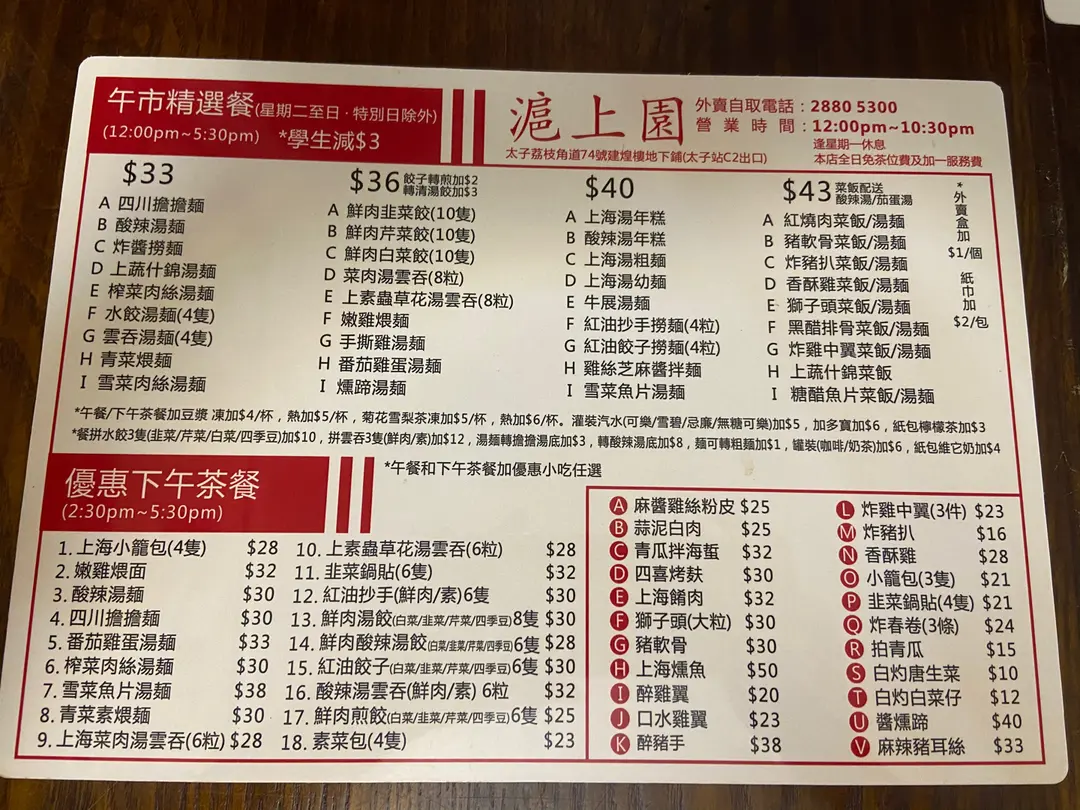 午市精選餐(星期二至日·特別日除外)
(12:00pm~5:30pm) *學生減$3
滬上園
外賣自取電話：2880 5300
營業時間：12:00pm~10:30pm
逢星期一休息
太子荔枝角道74號建煌樓地下鋪(太子站C2出口)
本店全日免茶位費及加一服務費
$33
A 四川擔擔麵
B 酸辣湯麵
C 炸醬撈麵
D 上蔬什錦湯麵
E 榨菜肉絲湯麵
F 水餃湯麵(4隻)
G 雲吞湯麵(4隻)
H 青菜煨麵
I 雪菜肉絲湯麵
$36 餃子轉煎加$2
轉清湯餃加$3
A 鮮肉韭菜餃(10隻)
B 鮮肉芹菜餃(10隻)
C 鮮肉白菜餃(10隻)
D 菜肉湯雲吞(8粒)
E 上素蟲草花湯雲吞(8粒)
F 嫩雞煨麵
G 手撕雞湯麵
H 番茄雞蛋湯麵
I 燻蹄湯麵
$40
A 上海湯年糕
B 酸辣湯年糕
C 上海湯粗麵
D 上海湯幼麵
E 牛展湯麵
F 紅油抄手撈麵(4粒)
G 紅油餃子撈麵(4粒)
H 雞絲芝麻醬拌麵
I 雪菜魚片湯麵
$43 菜飯配送
酸辣湯/茄蛋湯
A 紅燒肉菜飯/湯麵
B 豬軟骨菜飯/湯麵
C 炸豬扒菜飯/湯麵
D 香酥雞菜飯/湯麵
E 獅子頭菜飯/湯麵
F 黑醋排骨菜飯/湯麵
G 炸雞中翼菜飯/湯麵
H 上蔬什錦菜飯
I 糖醋魚片菜飯/湯麵
*外賣盒加$1/個
紙巾加$2/包
*午餐/下午茶餐加豆漿 凍加$4/杯，熱加$5/杯，菊花雪梨茶凍加$5/杯，熱加$6/杯。灌裝汽水(可樂/雪碧/忌廉/無糖可樂)加$5，加多寶加$6，紙包檸檬茶加$3
*餐拼水餃3隻(韭菜/芹菜/白菜/四季豆)加$10，拼雲吞3隻(鮮肉/素)加$12，湯麵轉擔擔湯底加$3，轉酸辣湯底加$8，麵可轉粗麵加$1，罐裝(咖啡/奶茶)加$6，紙包維它奶加$4
*午餐和下午茶餐加優惠小吃任選
優惠下午茶餐
(2:30pm~5:30pm)
1. 上海小籠包(4隻) $28
2. 嫩雞煨面 $32
3. 酸辣湯麵 $30
4. 四川擔擔麵 $30
5. 番茄雞蛋湯麵 $33
6. 榨菜肉絲湯麵 $30
7. 雪菜魚片湯麵 $38
8. 青菜素煨麵 $30
9. 上海菜肉湯雲吞(6粒) $28
10. 上素蟲草花湯雲吞(6粒) $28
11. 韭菜鍋貼(6隻) $32
12. 紅油抄手(鮮肉/素)6隻 $30
13. 鮮肉湯餃(白菜/韭菜/芹菜/四季豆)8隻 $30
14. 鮮肉酸辣湯餃(白菜/韭菜/芹菜/四季豆)6隻 $28
15. 紅油餃子(白菜/韭菜/芹菜/四季豆)6隻 $30
16. 酸辣湯雲吞(鮮肉/素) 6粒 $32
17. 鮮肉煎餃(白菜/韭菜/芹菜/四季豆)6隻 $25
18. 素菜包(4隻) $23
A 麻醬雞絲粉皮 $25
B 蒜泥白肉 $25
C 青瓜拌海蜇 $32
D 四喜烤麩 $30
E 上海餚肉 $32
F 獅子頭(大粒) $30
G 豬軟骨 $30
H 上海燻魚 $50
I 醉雞翼 $20
J 口水雞翼 $23
K 醉豬手 $38
L 炸雞中翼(3件) $23
M 炸豬扒 $16
N 香酥雞 $28
O 小籠包(3隻) $21
P 韭菜鍋貼(4隻) $21
Q 炸春卷(3條) $24
R 拍青瓜 $15
S 白灼唐生菜 $10
T 白灼白菜仔 $12
U 醬燻蹄 $40
V 麻辣豬耳絲 $33